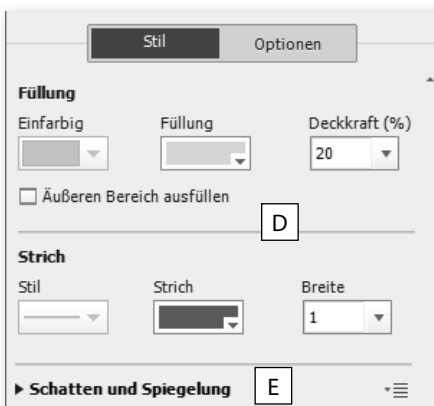 Stil Optionen
Füllung
Einfarbig Füllung Deckkraft (%)
20
Äußeren Bereich ausfüllen
D
Strich
Stil Strich Breite
1
Schatten und Spiegelung E